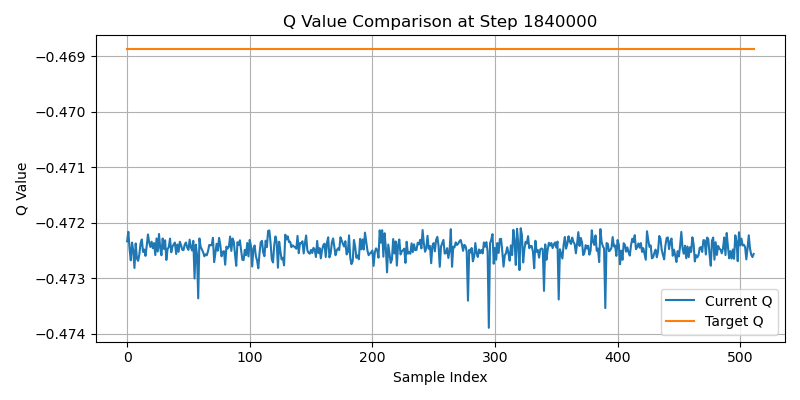 Q Value Comparison at Step 1840000
−0.469
−0.470
−0.471
−0.472
−0.473
−0.474
Q Value
0 100 200 300 400 500
Sample Index
Current Q
Target Q